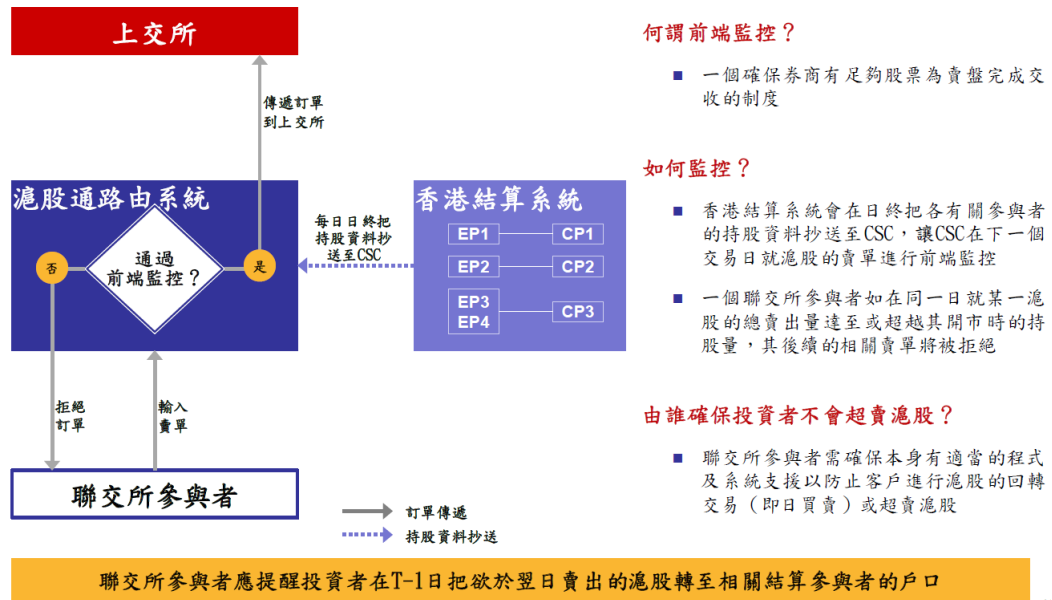 上交所
傳遞訂單
到上交所
滬股通路由系統
通過
前端監控？
否
是
每日日終把
持股資料抄
送至CSC
香港結算系統
EP1
CP1
EP2
CP2
EP3
EP4
CP3
拒絕
訂單
輸入
賣單
聯交所參與者
訂單傳遞
持股資料抄送
何謂前端監控？
■ 一個確保券商有足夠股票為賣盤完成交
收的制度
如何監控？
■ 香港結算系統會在日終把各有關參與者
的持股資料抄送至CSC，讓CSC在下一個
交易日就滬股的賣單進行前端監控
■ 一個聯交所參與者如在同一日就某一滬
股的總賣出量達至或超越其開市時的持
股量，其後續的相關賣單將被拒絕
由誰確保投資者不會超賣滬股？
■ 聯交所參與者需確保本身有適當的程式
及系統支援以防止客戶進行滬股的回轉
交易（即日買賣）或超賣滬股
聯交所參與者應提醒投資者在T-1日把欲於翌日賣出的滬股轉至相關結算參與者的戶口